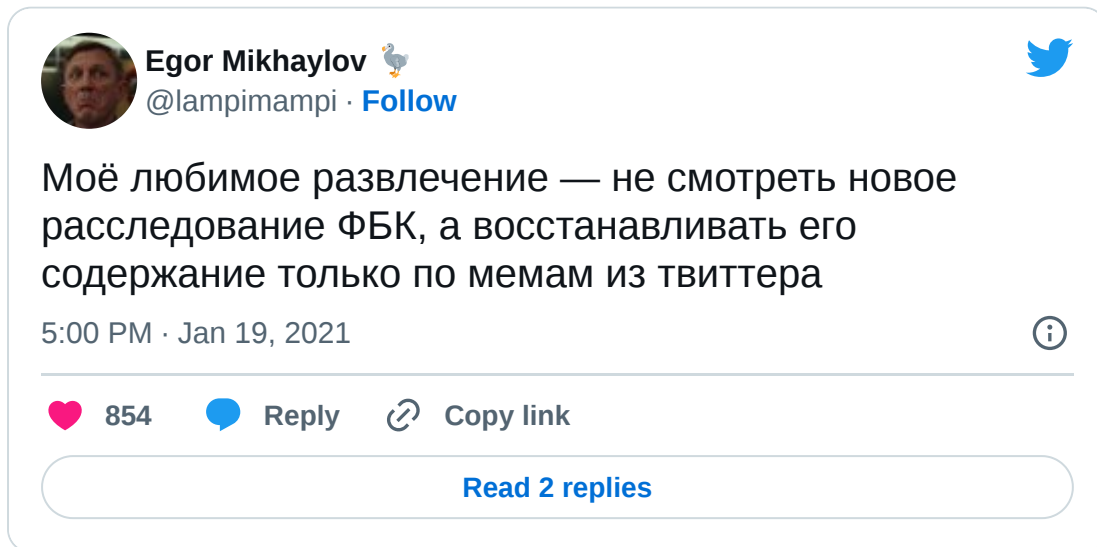 Egor Mikhaylov 🦤
@lampimampi · Follow
Моё любимое развлечение — не смотреть новое
расследование ФБК, а восстанавливать его
содержание только по мемам из твиттера
5:00 PM · Jan 19, 2021
854 Reply Copy link
Read 2 replies